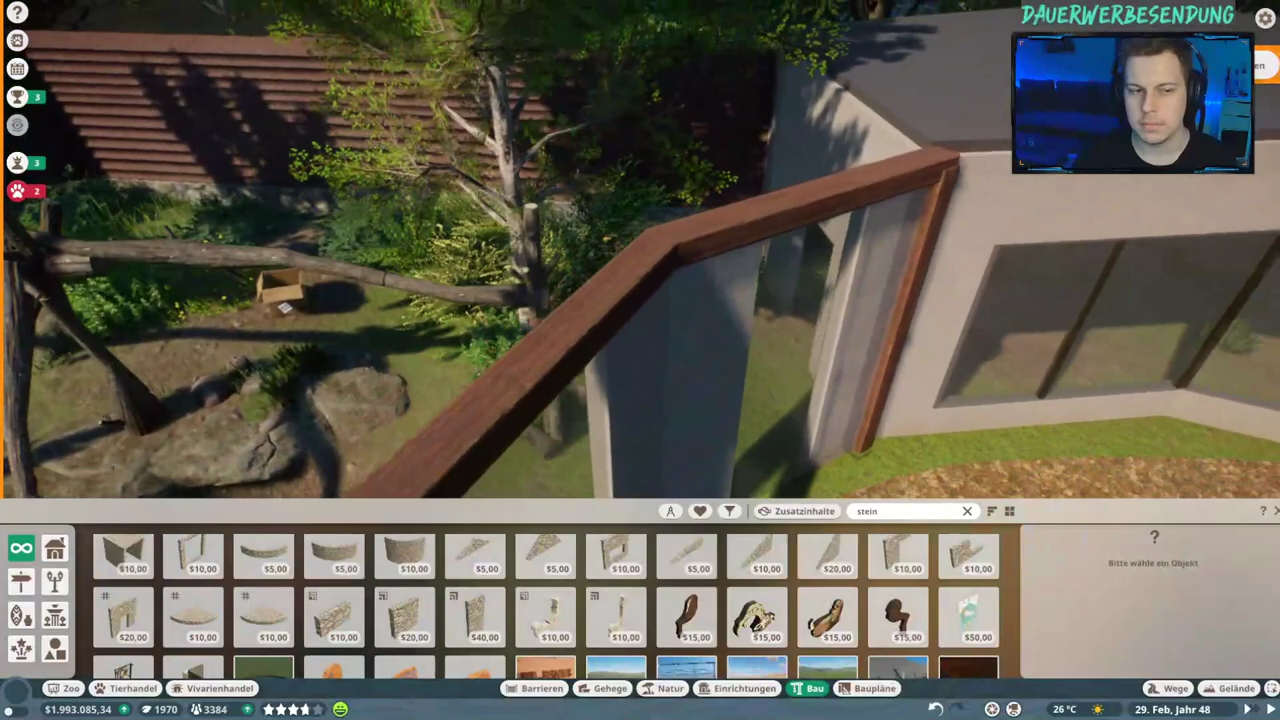 DAUERWERBESENDUNG
?
en
3
3
2
Zusatzinhalte
stein
?
$10,00
$10,00
$5,00
$5,00
$10,00
$5,00
$5,00
$10,00
$5,00
$10,00
$20,00
$10,00
$10,00
?
Bitte wähle ein Objekt
$20,00
$10,00
$10,00
$10,00
$20,00
$40,00
$10,00
$10,00
$15,00
$15,00
$15,00
$15,00
$50,00
Zoo
Tierhandel
Vivarienhandel
Barrieren
Gehege
Natur
Einrichtungen
Bau
Baupläne
Wege
Gelände
$1.993.085,34
1970
3384
26 °C
29. Feb, Jahr 48